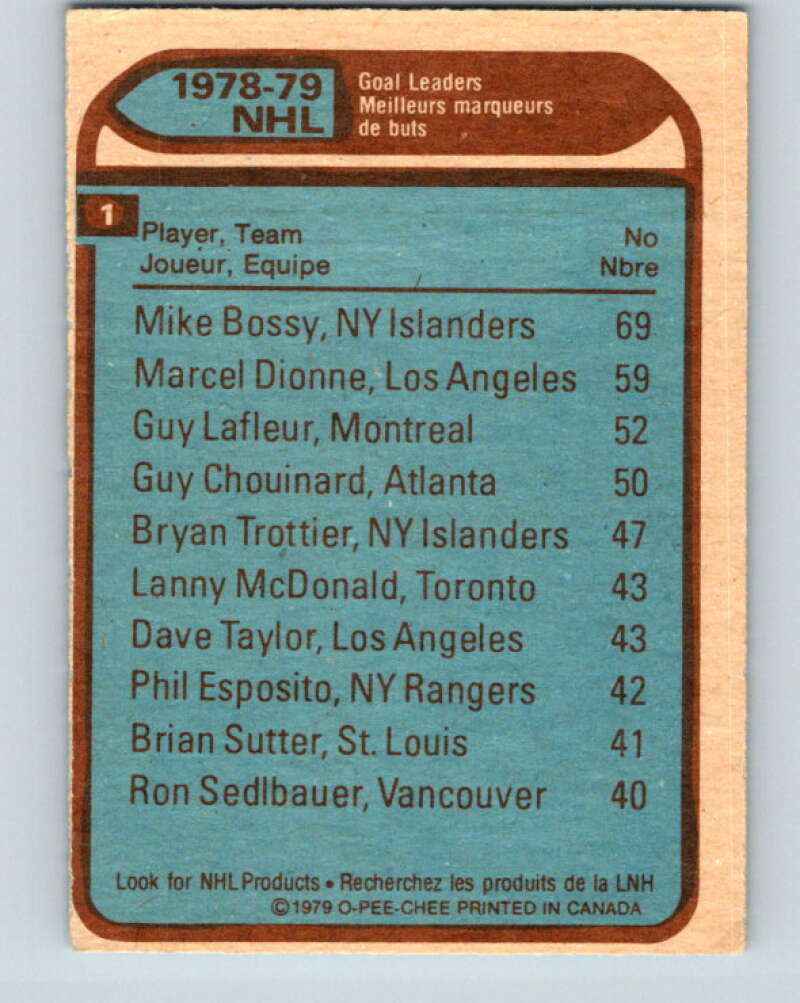 1978-79
NHL
Goal Leaders
Meilleurs marqueurs
de buts
1
Player, Team No
Joueur, Equipe Nbre
Mike Bossy, NY Islanders 69
Marcel Dionne, Los Angeles 59
Guy Lafleur, Montreal 52
Guy Chouinard, Atlanta 50
Bryan Trottier, NY Islanders 47
Lanny McDonald, Toronto 43
Dave Taylor, Los Angeles 43
Phil Esposito, NY Rangers 42
Brian Sutter, St. Louis 41
Ron Sedlbauer, Vancouver 40
Look for NHL Products • Recherchez les produits de la LNH
©1979 O-PEE-CHEE PRINTED IN CANADA